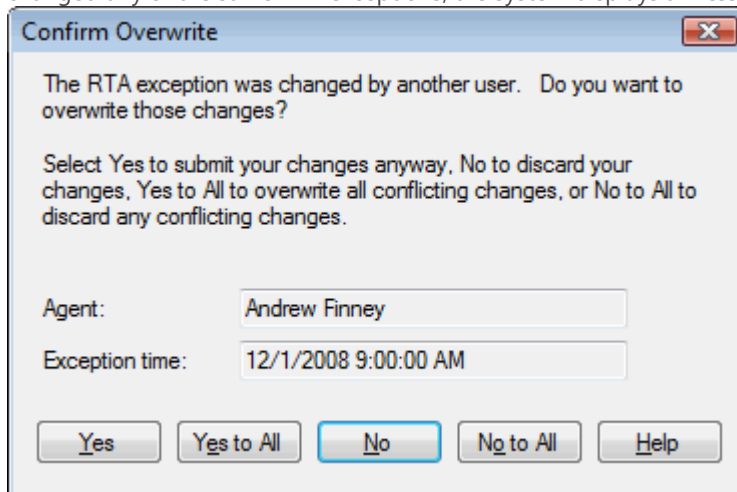 Confirm Overwrite
The RTA exception was changed by another user. Do you want to
overwrite those changes?
Select Yes to submit your changes anyway, No to discard your
changes, Yes to All to overwrite all conflicting changes, or No to All to
discard any conflicting changes.
Agent: Andrew Finney
Exception time: 12/1/2008 9:00:00 AM
Yes Yes to All No No to All Help